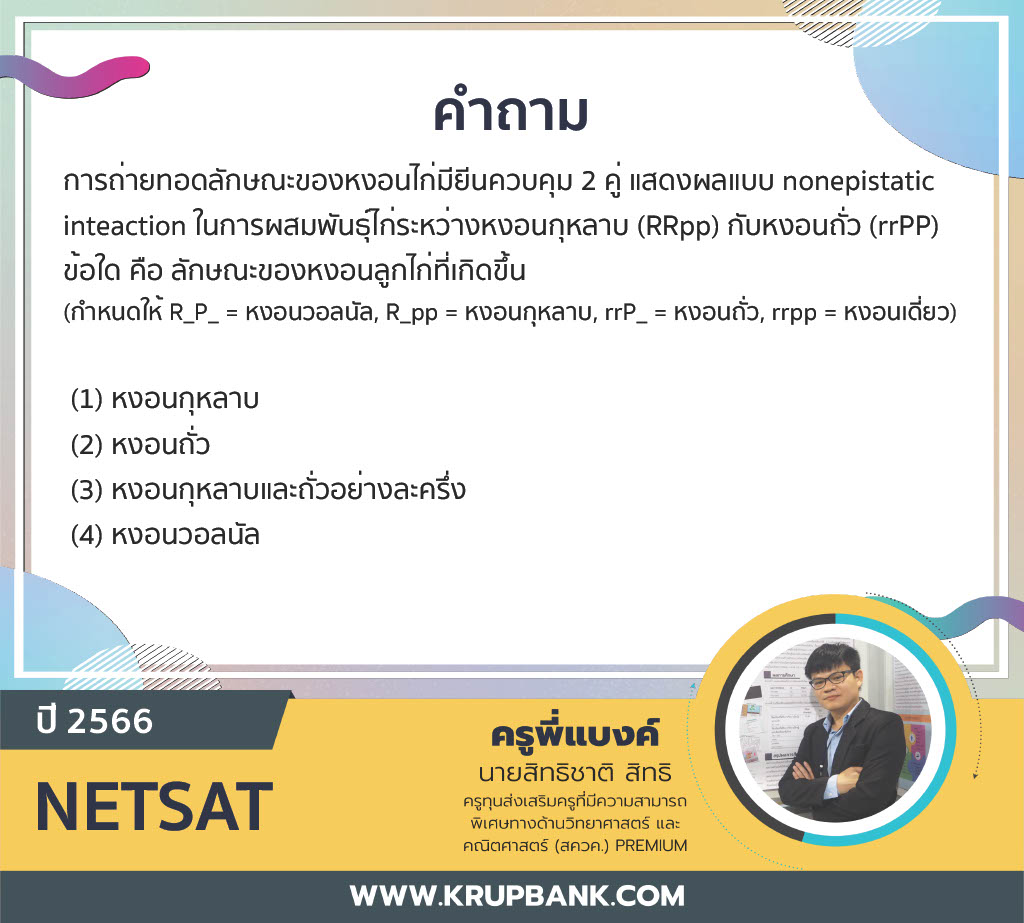 คำถาม
การถ่ายทอดลักษณะของหงอนไก่มียีนควบคุม 2 คู่ แสดงผลแบบ nonepistatic
inteaction ในการผสมพันธุ์ไก่ระหว่างหงอนกุหลาบ (RRpp) กับหงอนถั่ว (rrPP)
ข้อใด คือ ลักษณะของหงอนลูกไก่ที่เกิดขึ้น
(กำหนดให้ R_P_ = หงอนวอลนัล, R_pp = หงอนกุหลาบ, rrP_ = หงอนถั่ว, rrpp = หงอนเดี่ยว)
(1) หงอนกุหลาบ
(2) หงอนถั่ว
(3) หงอนกุหลาบและถั่วอย่างละครึ่ง
(4) หงอนวอลนัล
ปี 2566
NETSAT
ครูพี่แบงค์
นายสิทธิชาติ สิทธิ
ครูทุนส่งเสริมครูที่มีความสามารถ
พิเศษทางด้านวิทยาศาสตร์ และ
คณิตศาสตร์ (สควค.) PREMIUM
WWW.KRUPBANK.COM